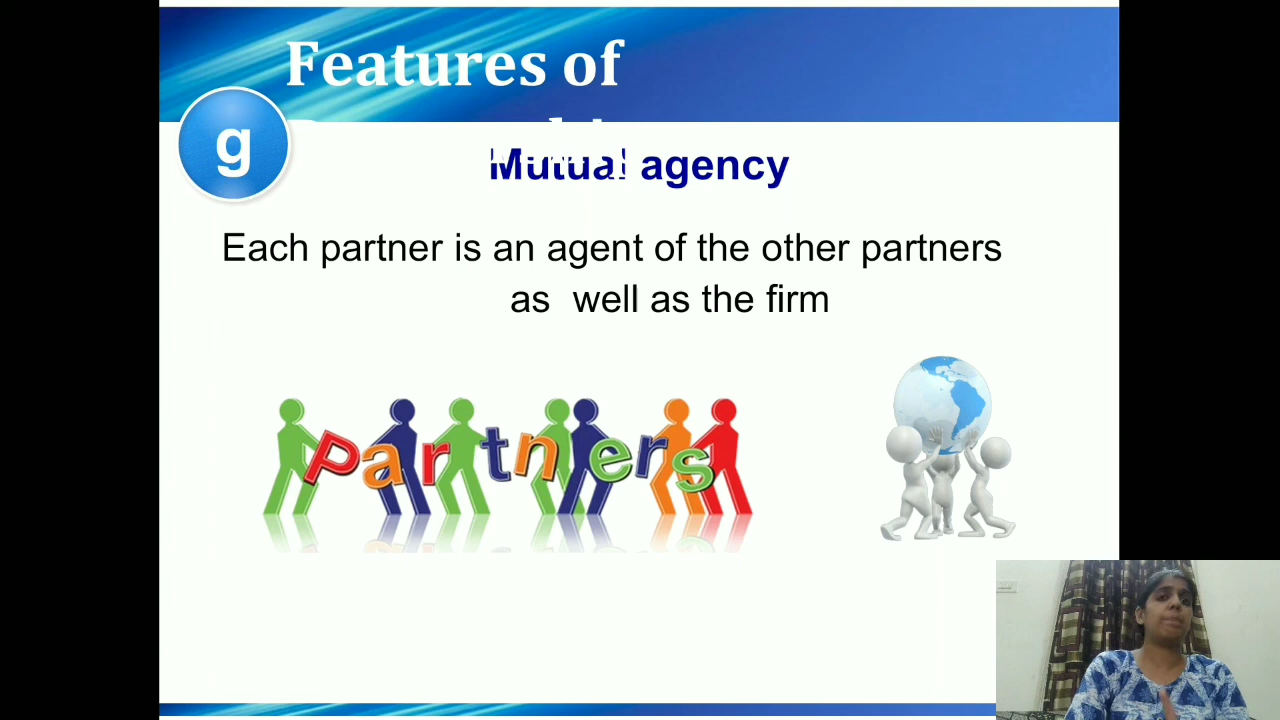 Features of
g
Mutual agency
Each partner is an agent of the other partners
as well as the firm
Partners